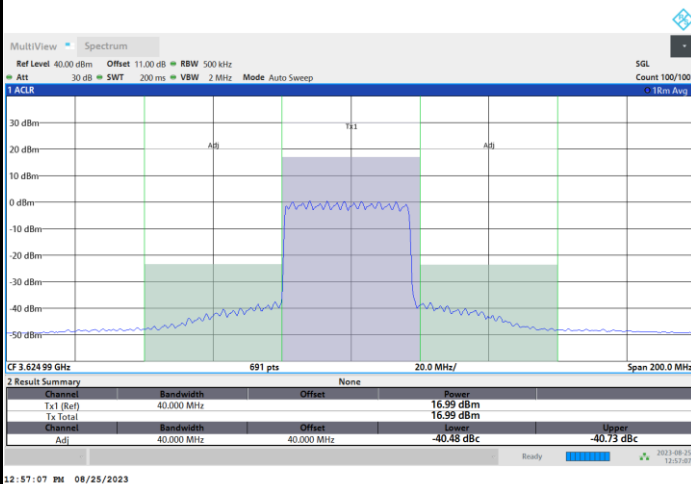 MultiView Spectrum
Ref Level 40.00 dBm Offset 11.00 dB RBW 500 kHz SGL
Att 30 dB SWT 200 ms VBW 2 MHz Mode Auto Sweep Count 100/100
1 ACLR 1Rm Avg
30 dBm
Tx1
20 dBm
Adj Adj
10 dBm
0 dBm
-10 dBm
-20 dBm
-30 dBm
-40 dBm
-50 dBm
CF 3.624 99 GHz 691 pts 20.0 MHz/ Span 200.0 MHz
2 Result Summary None
Channel Bandwidth Offset Power
Tx1 (Ref) 40.000 MHz 16.99 dBm
Tx Total 16.99 dBm
Channel Bandwidth Offset Lower Upper
Adj 40.000 MHz 40.000 MHz -40.48 dBc -40.73 dBc
Ready 2023-08-25
12:57:07
12:57:07 PM 08/25/2023